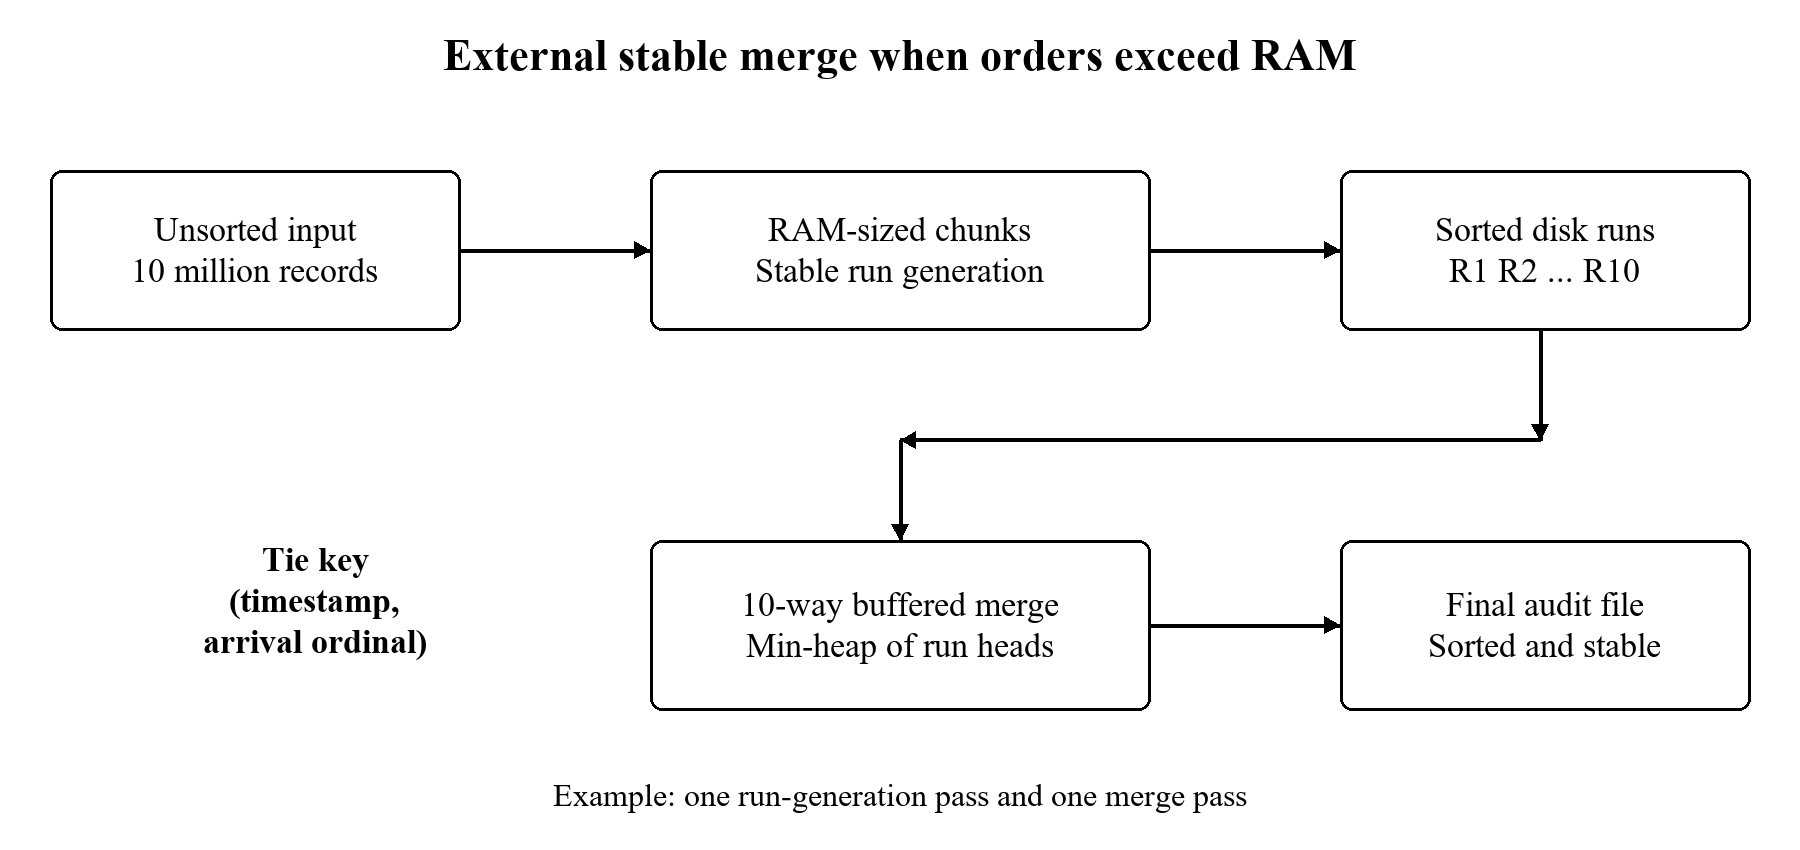 External stable merge when orders exceed RAM
Unsorted input
10 million records
RAM-sized chunks
Stable run generation
Sorted disk runs
R1 R2 ... R10
Tie key
(timestamp,
arrival ordinal)
10-way buffered merge
Min-heap of run heads
Final audit file
Sorted and stable
Example: one run-generation pass and one merge pass